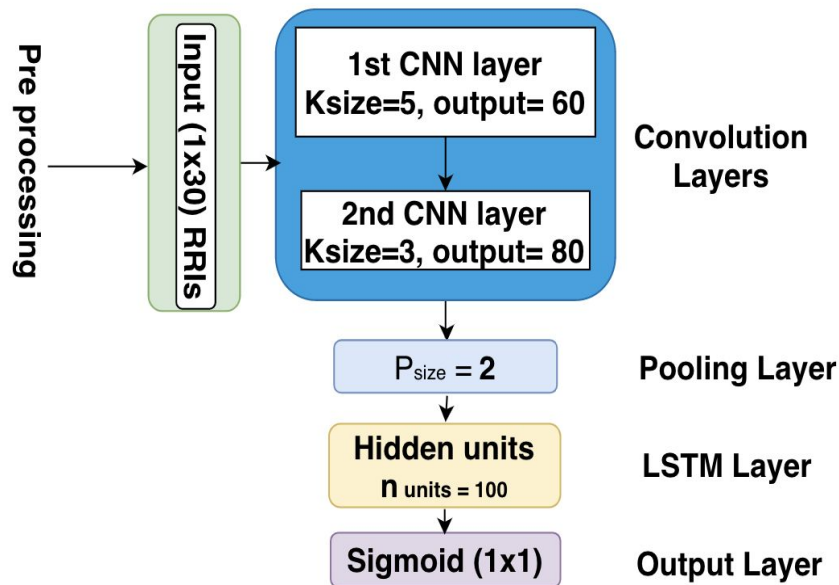 Pre processing
Input (1x30) RRIs
1st CNN layer
Ksize=5, output= 60
2nd CNN layer
Ksize=3, output= 80
Convolution
Layers
Psize = 2
Pooling Layer
Hidden units
n units = 100
LSTM Layer
Sigmoid (1x1)
Output Layer